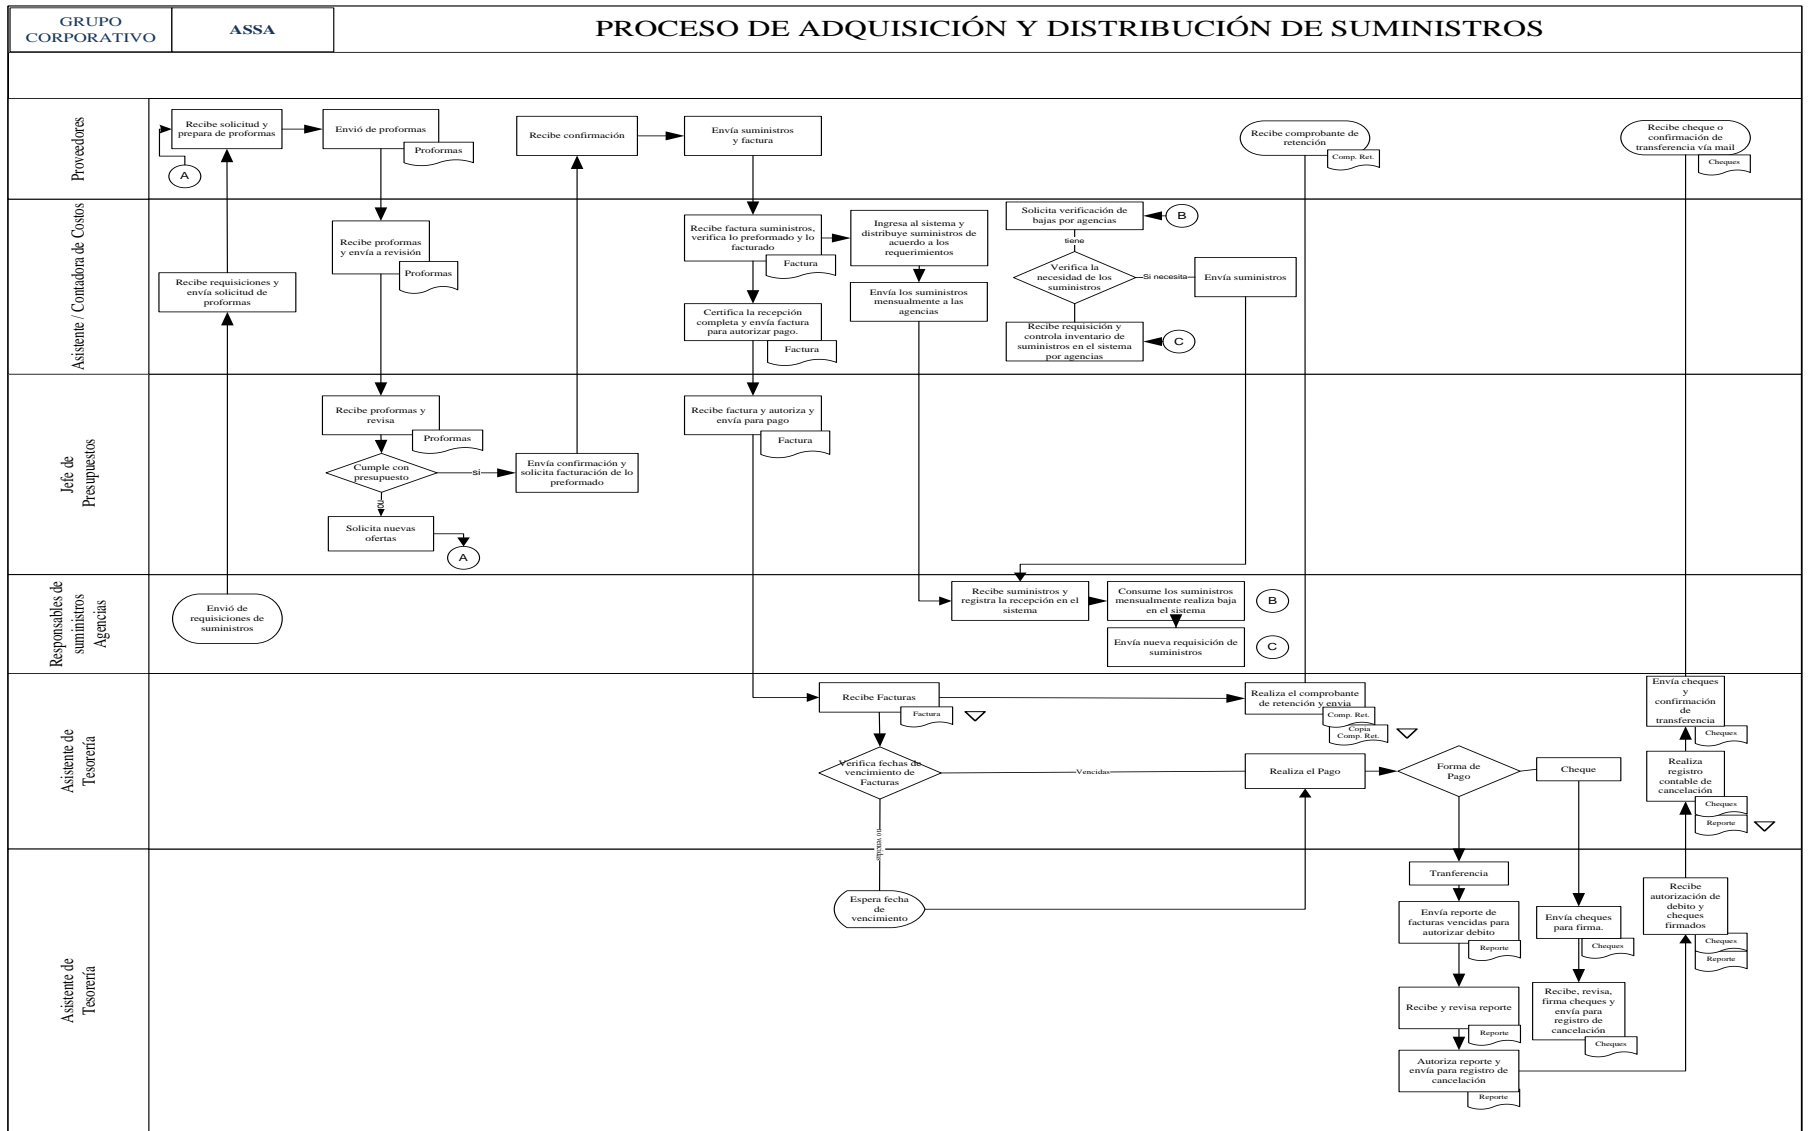 GRUPO
CORPORATIVO
ASSA
PROCESO DE ADQUISICIÓN Y DISTRIBUCIÓN DE SUMINISTROS
Proveedores
Recibe solicitud y
prepara de proformas
A
Envió de proformas
Proformas
Recibe confirmación
Envía suministros
y factura
Recibe comprobante de
retención
Comp. Ret.
Recibe cheque o
confirmación de
transferencia vía mail
Cheques
Asistente / Contadora de Costos
Recibe requisiciones y
envía solicitud de
proformas
Recibe proformas
y envía a revisión
Proformas
Recibe factura suministros,
verifica lo preformado y lo
facturado
Factura
Certifica la recepción
completa y envía factura
para autorizar pago.
Factura
Ingresa al sistema y
distribuye suministros de
acuerdo a los
requerimientos
Envía los suministros
mensualmente a las
agencias
Solicita verificación de
bajas por agencias
B
tiene
Verifica la
necesidad de los
suministros
Si necesita
Envía suministros
Recibe requisición y
controla inventario de
suministros en el sistema
por agencias
C
Jefe de
Presupuestos
Recibe proformas y
revisa
Proformas
Cumple con
presupuesto
si
no
Solicita nuevas
ofertas
A
Envía confirmación y
solicita facturación de lo
preformado
Recibe factura y autoriza y
envía para pago
Factura
Responsables de
suministros
Agencias
Envió de
requisiciones de
suministros
Recibe suministros y
registra la recepción en el
sistema
Consume los suministros
mensualmente realiza baja
en el sistema
B
Envía nueva requisición de
suministros
C
Asistente de
Tesorería
Recibe Facturas
Factura
Verifica fechas de
vencimiento de
Facturas
Vencidas
no vencidas
Realiza el comprobante
de retención y envia
Comp. Ret.
Copia
Comp. Ret.
Realiza el Pago
Forma de
Pago
Cheque
Envía cheques
y
confirmación
de
transferencia
Cheques
Realiza
registro
contable de
cancelación
Cheques
Reporte
Asistente de
Tesorería
Espera fecha
de
vencimiento
Tranferencia
Envía reporte de
facturas vencidas para
autorizar debito
Reporte
Recibe y revisa reporte
Reporte
Autoriza reporte y
envía para registro de
cancelación
Reporte
Envía cheques
para firma.
Cheques
Recibe, revisa,
firma cheques y
envía para
registro de
cancelación
Cheques
Recibe
autorización de
debito y
cheques
firmados
Cheques
Reporte